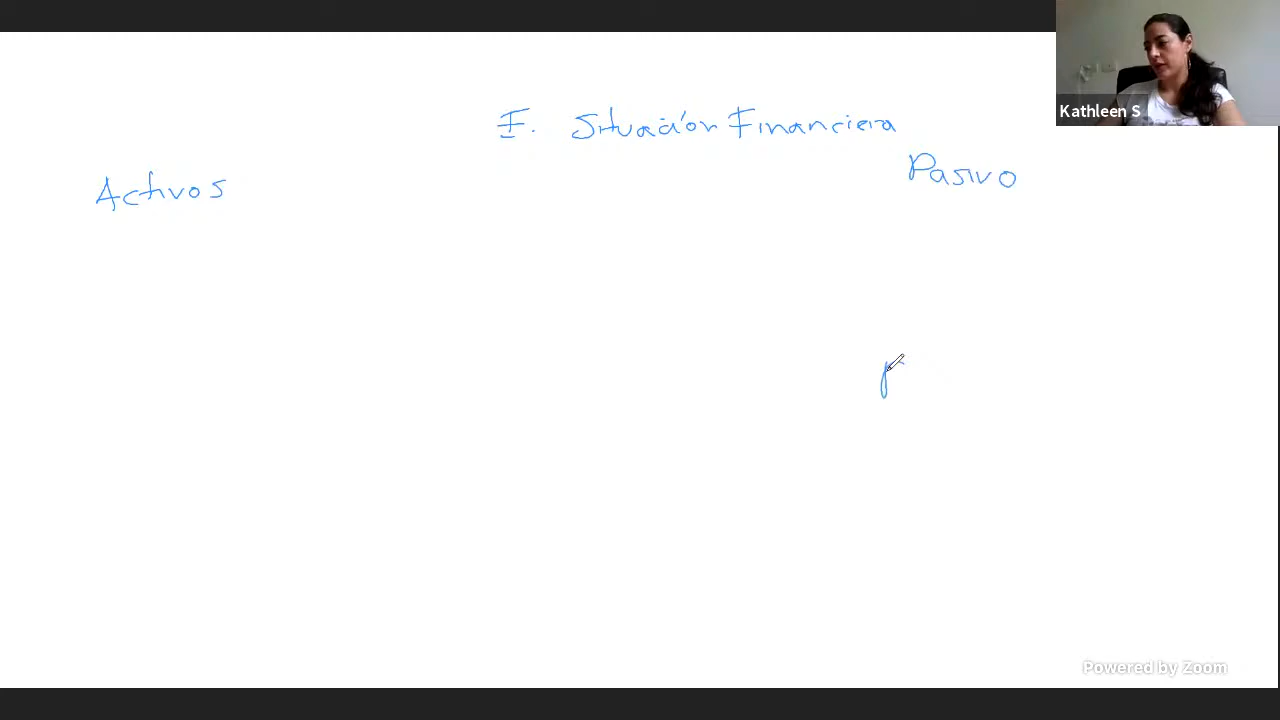 Kathleen S
E. Situación Financiera
Pasivo
Activos
Powered by Zoom